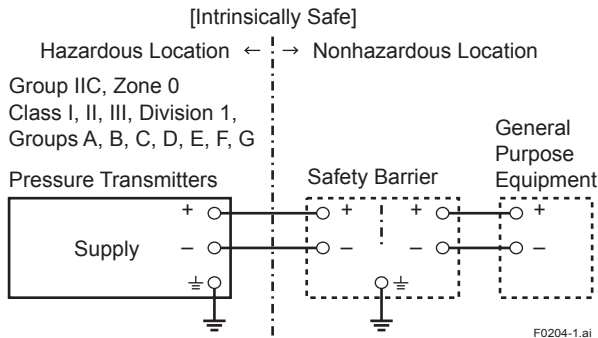 [Intrinsically Safe]
Hazardous Location ← → Nonhazardous Location
Group IIC, Zone 0
Class I, II, III, Division 1,
Groups A, B, C, D, E, F, G
General
Purpose
Equipment
Pressure Transmitters
Safety Barrier
+ + + +
Supply
– – – –
F0204-1.ai